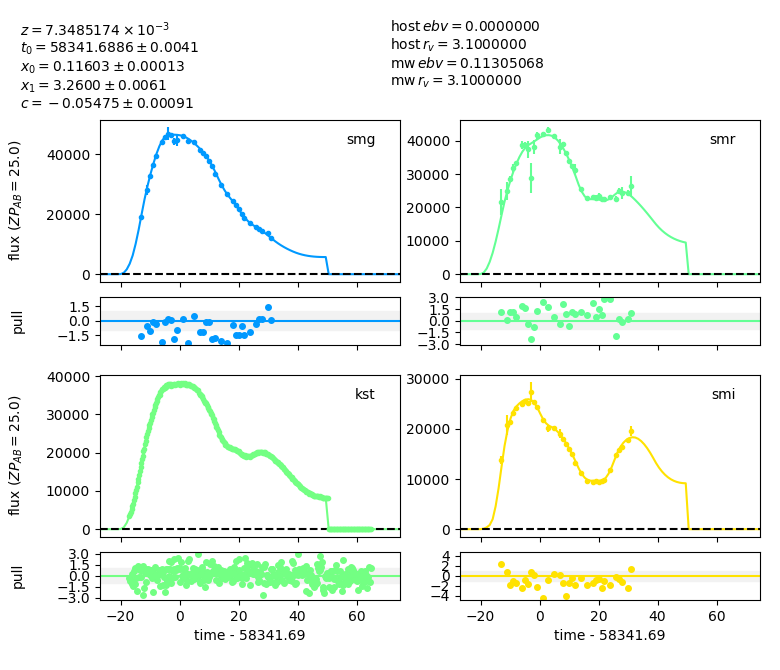 z = 7.3485174 × 10⁻³
t₀ = 58341.6886 ± 0.0041
x₀ = 0.11603 ± 0.00013
x₁ = 3.2600 ± 0.0061
c = −0.05475 ± 0.00091
host ebv = 0.0000000
host r_v = 3.1000000
mw ebv = 0.11305068
mw r_v = 3.1000000
flux (ZP_AB = 25.0)
40000
20000
0
smg
40000
30000
20000
10000
0
smr
pull
1.5
0.0
−1.5
3.0
1.5
0.0
−1.5
−3.0
flux (ZP_AB = 25.0)
40000
30000
20000
10000
0
kst
30000
20000
10000
0
smi
pull
3.0
1.5
0.0
−1.5
−3.0
4
2
0
−2
−4
−20 0 20 40 60
−20 0 20 40 60
time - 58341.69
time - 58341.69